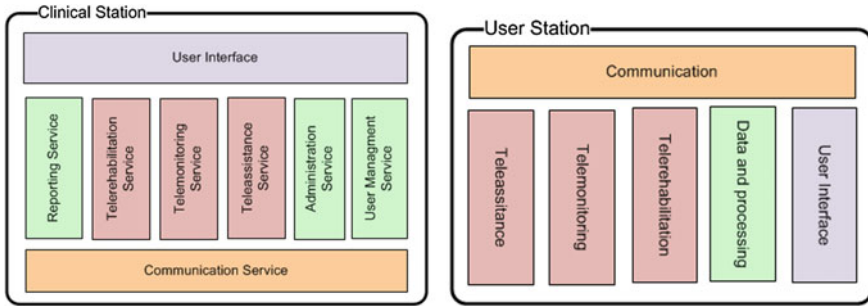 Clinical Station
User Interface
Reporting Service
Telerehabilitation
Service
Telemonitoring
Service
Teleassistance
Service
Administration
Service
User Managment
Service
Communication Service
User Station
Communication
Teleassitance
Telemonitoring
Telerehabilitation
Data and processing
User Interface